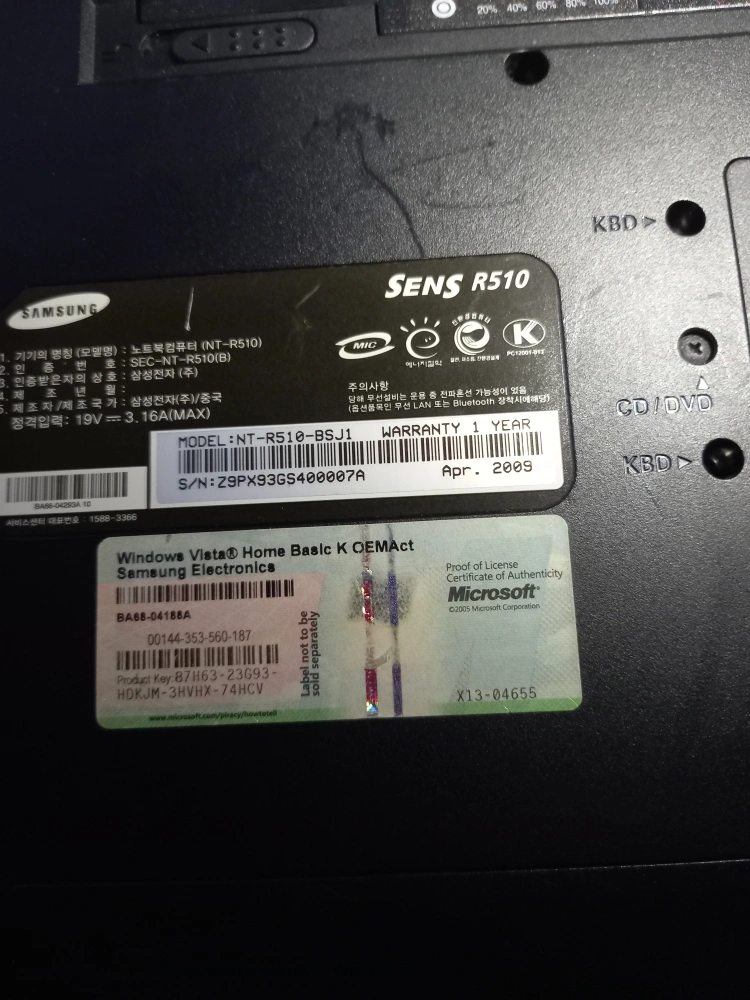 20% 40% 60% 80% 100%
KBD
SENS R510
SAMSUNG
1. 기기의 명칭 (모델명) : 노트북컴퓨터 (NT-R510)
2. 인 증 번 호 : SEC-NT-R510(B)
3. 인증받은자의 상호 : 삼성전자 (주)
4. 제 조 년 월 :
5. 제조자/제조국가 : 삼성전자(주)/중국
정격입력: 19V 3.16A(MAX)
MIC
에너지절약
K
PC12001-013
주의사항
당해 무선설비는 운용 중 전파혼선 가능성이 있음
(옵션품목인 무선 LAN 또는 Bluetooth 장착시에해당)
CD/DVD
KBD
MODEL:NT-R510-BSJ1 WARRANTY 1 YEAR
S/N:Z9PX93GS400007A Apr. 2009
BA68-04293A 10
서비스센터 대표번호 : 1588-3366
Windows Vista® Home Basic K OEMAct
Samsung Electronics
BA68-04188A
00144-353-560-187
Product Key: 87H63-23G93-
HDKJM-3HVHX-74HCV
www.microsoft.com/piracy/howtotell
Label not to be
sold separately
Proof of License
Certificate of Authenticity
Microsoft®
©2005 Microsoft Corporation
X13-04655